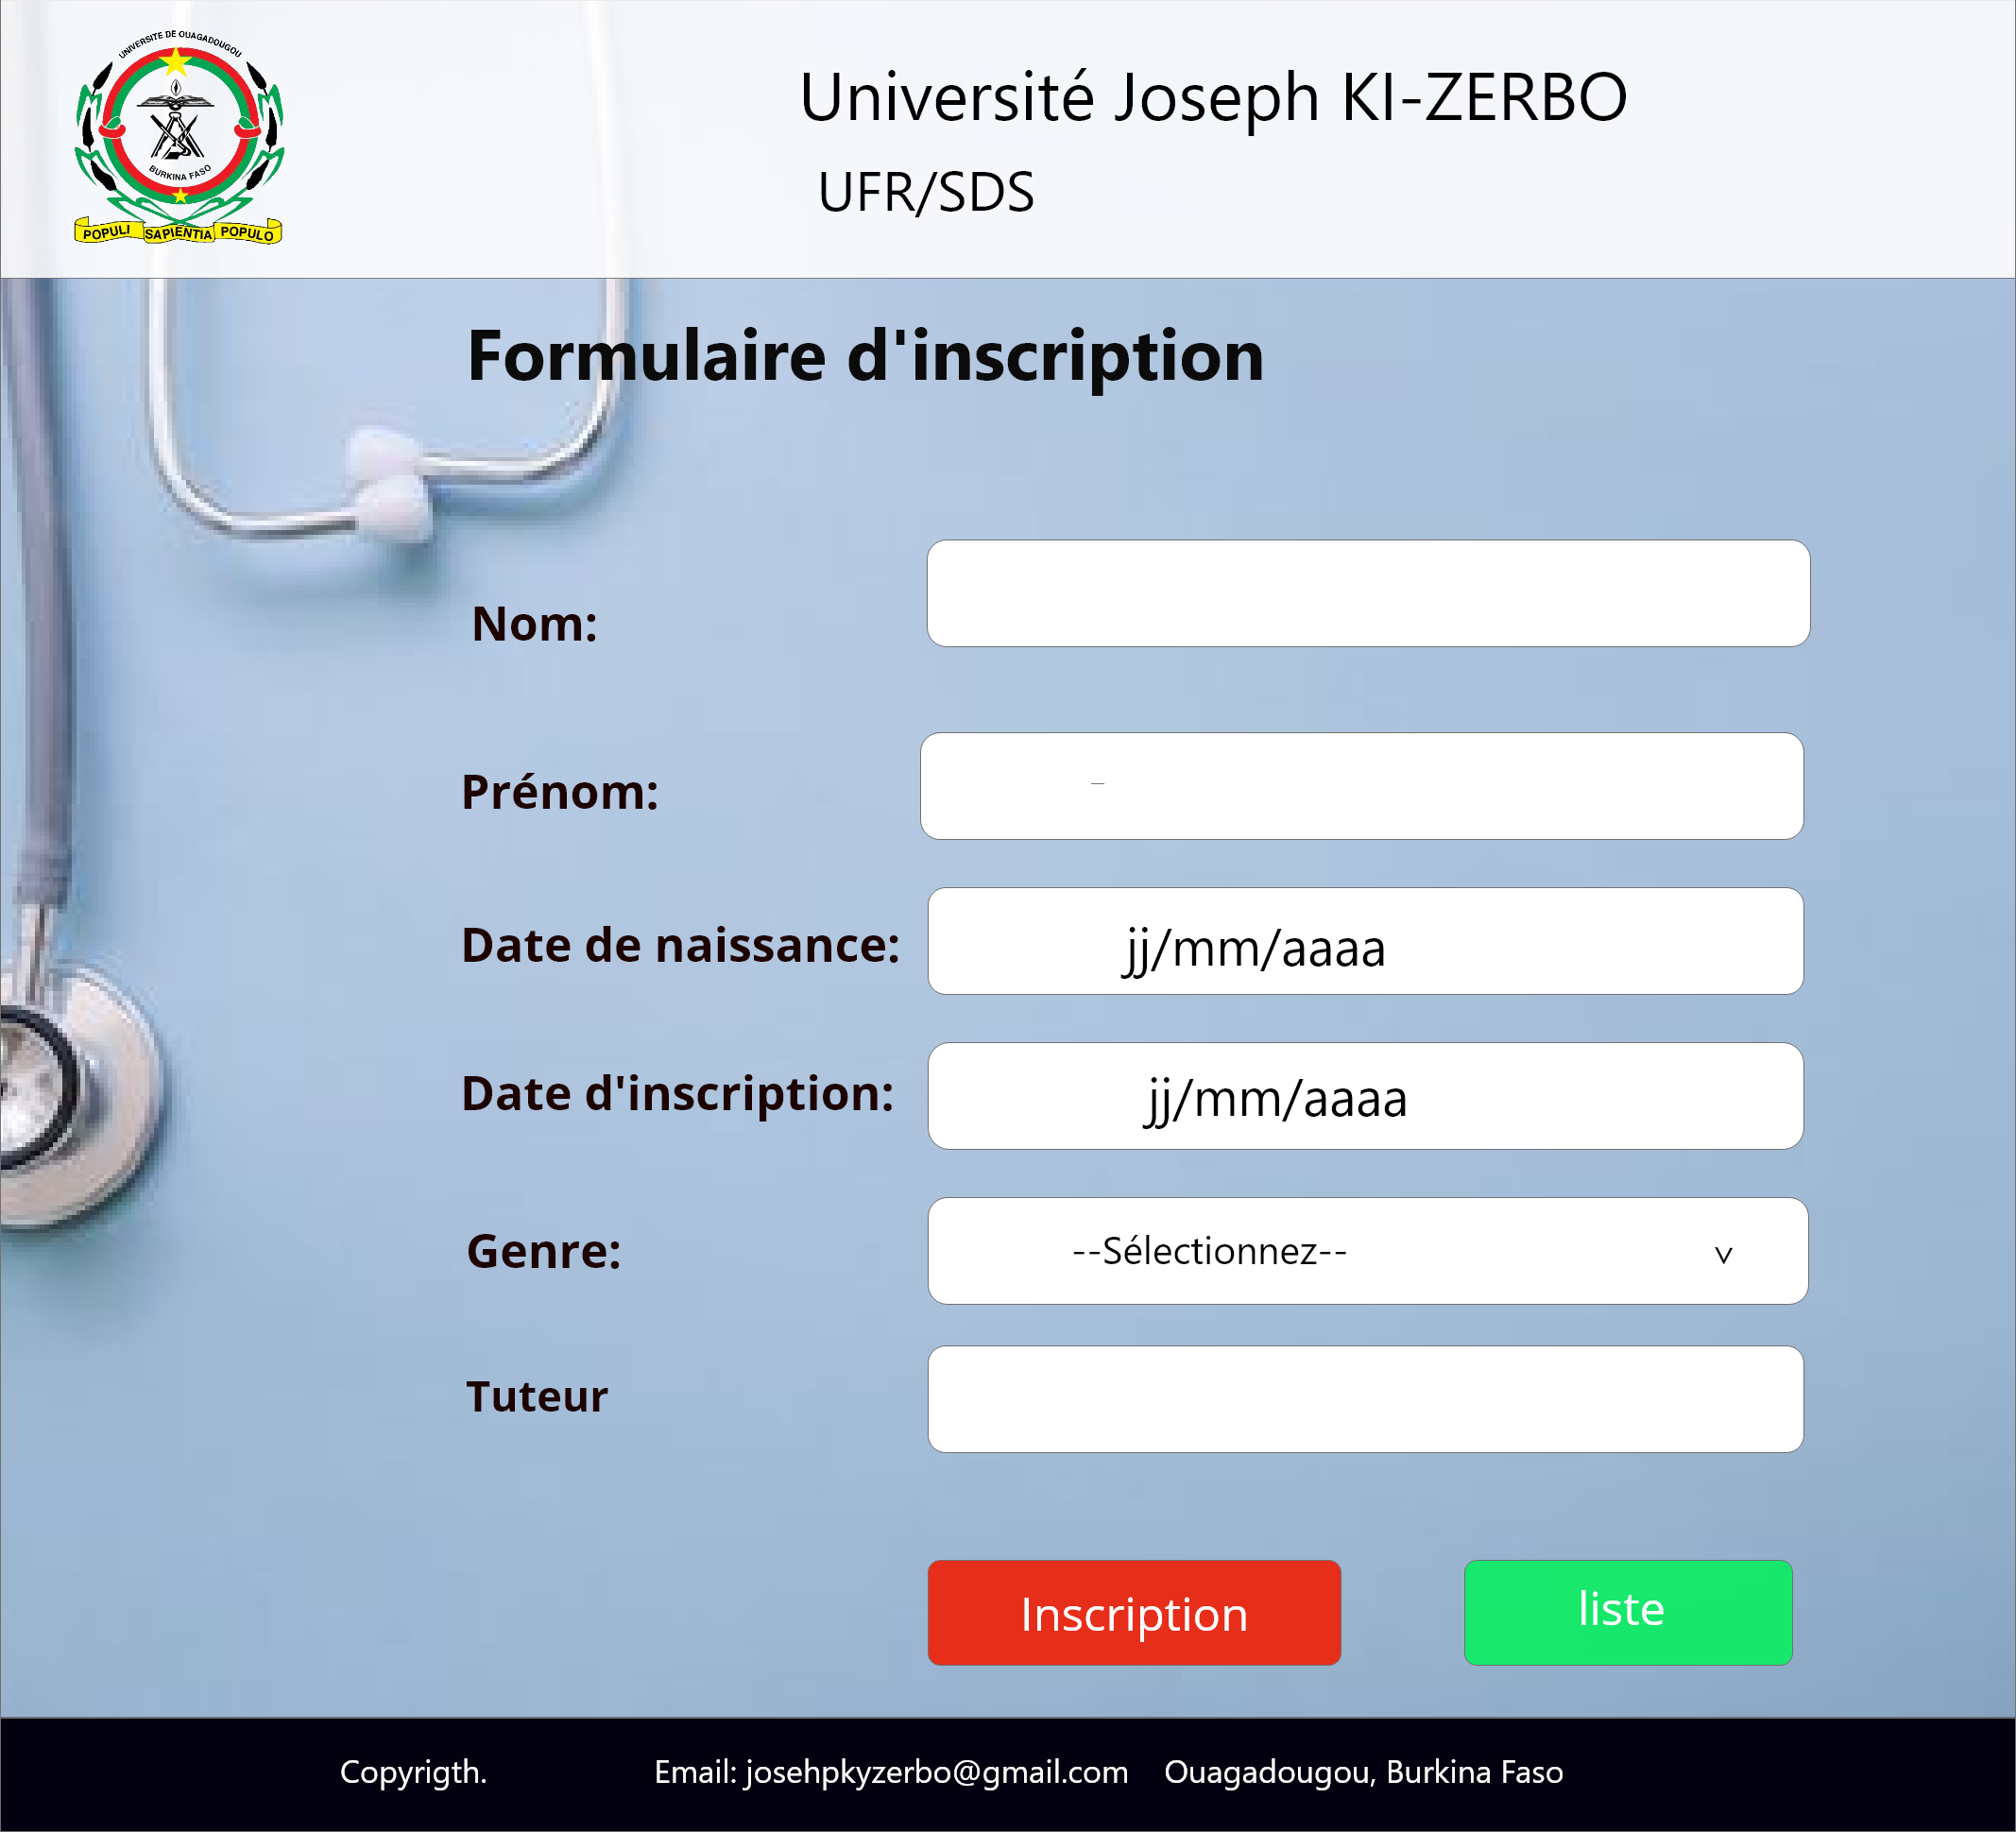 UNIVERSITE DE OUAGADOUGOU
BURKINA FASO
POPULI SAPIENTIA POPULO
Université Joseph KI-ZERBO
UFR/SDS
Formulaire d'inscription
Nom:
Prénom: _
Date de naissance: jj/mm/aaaa
Date d'inscription: jj/mm/aaaa
Genre: --Sélectionnez-- v
Tuteur
Inscription liste
Copyrigth. Email: josehpkyzerbo@gmail.com Ouagadougou, Burkina Faso